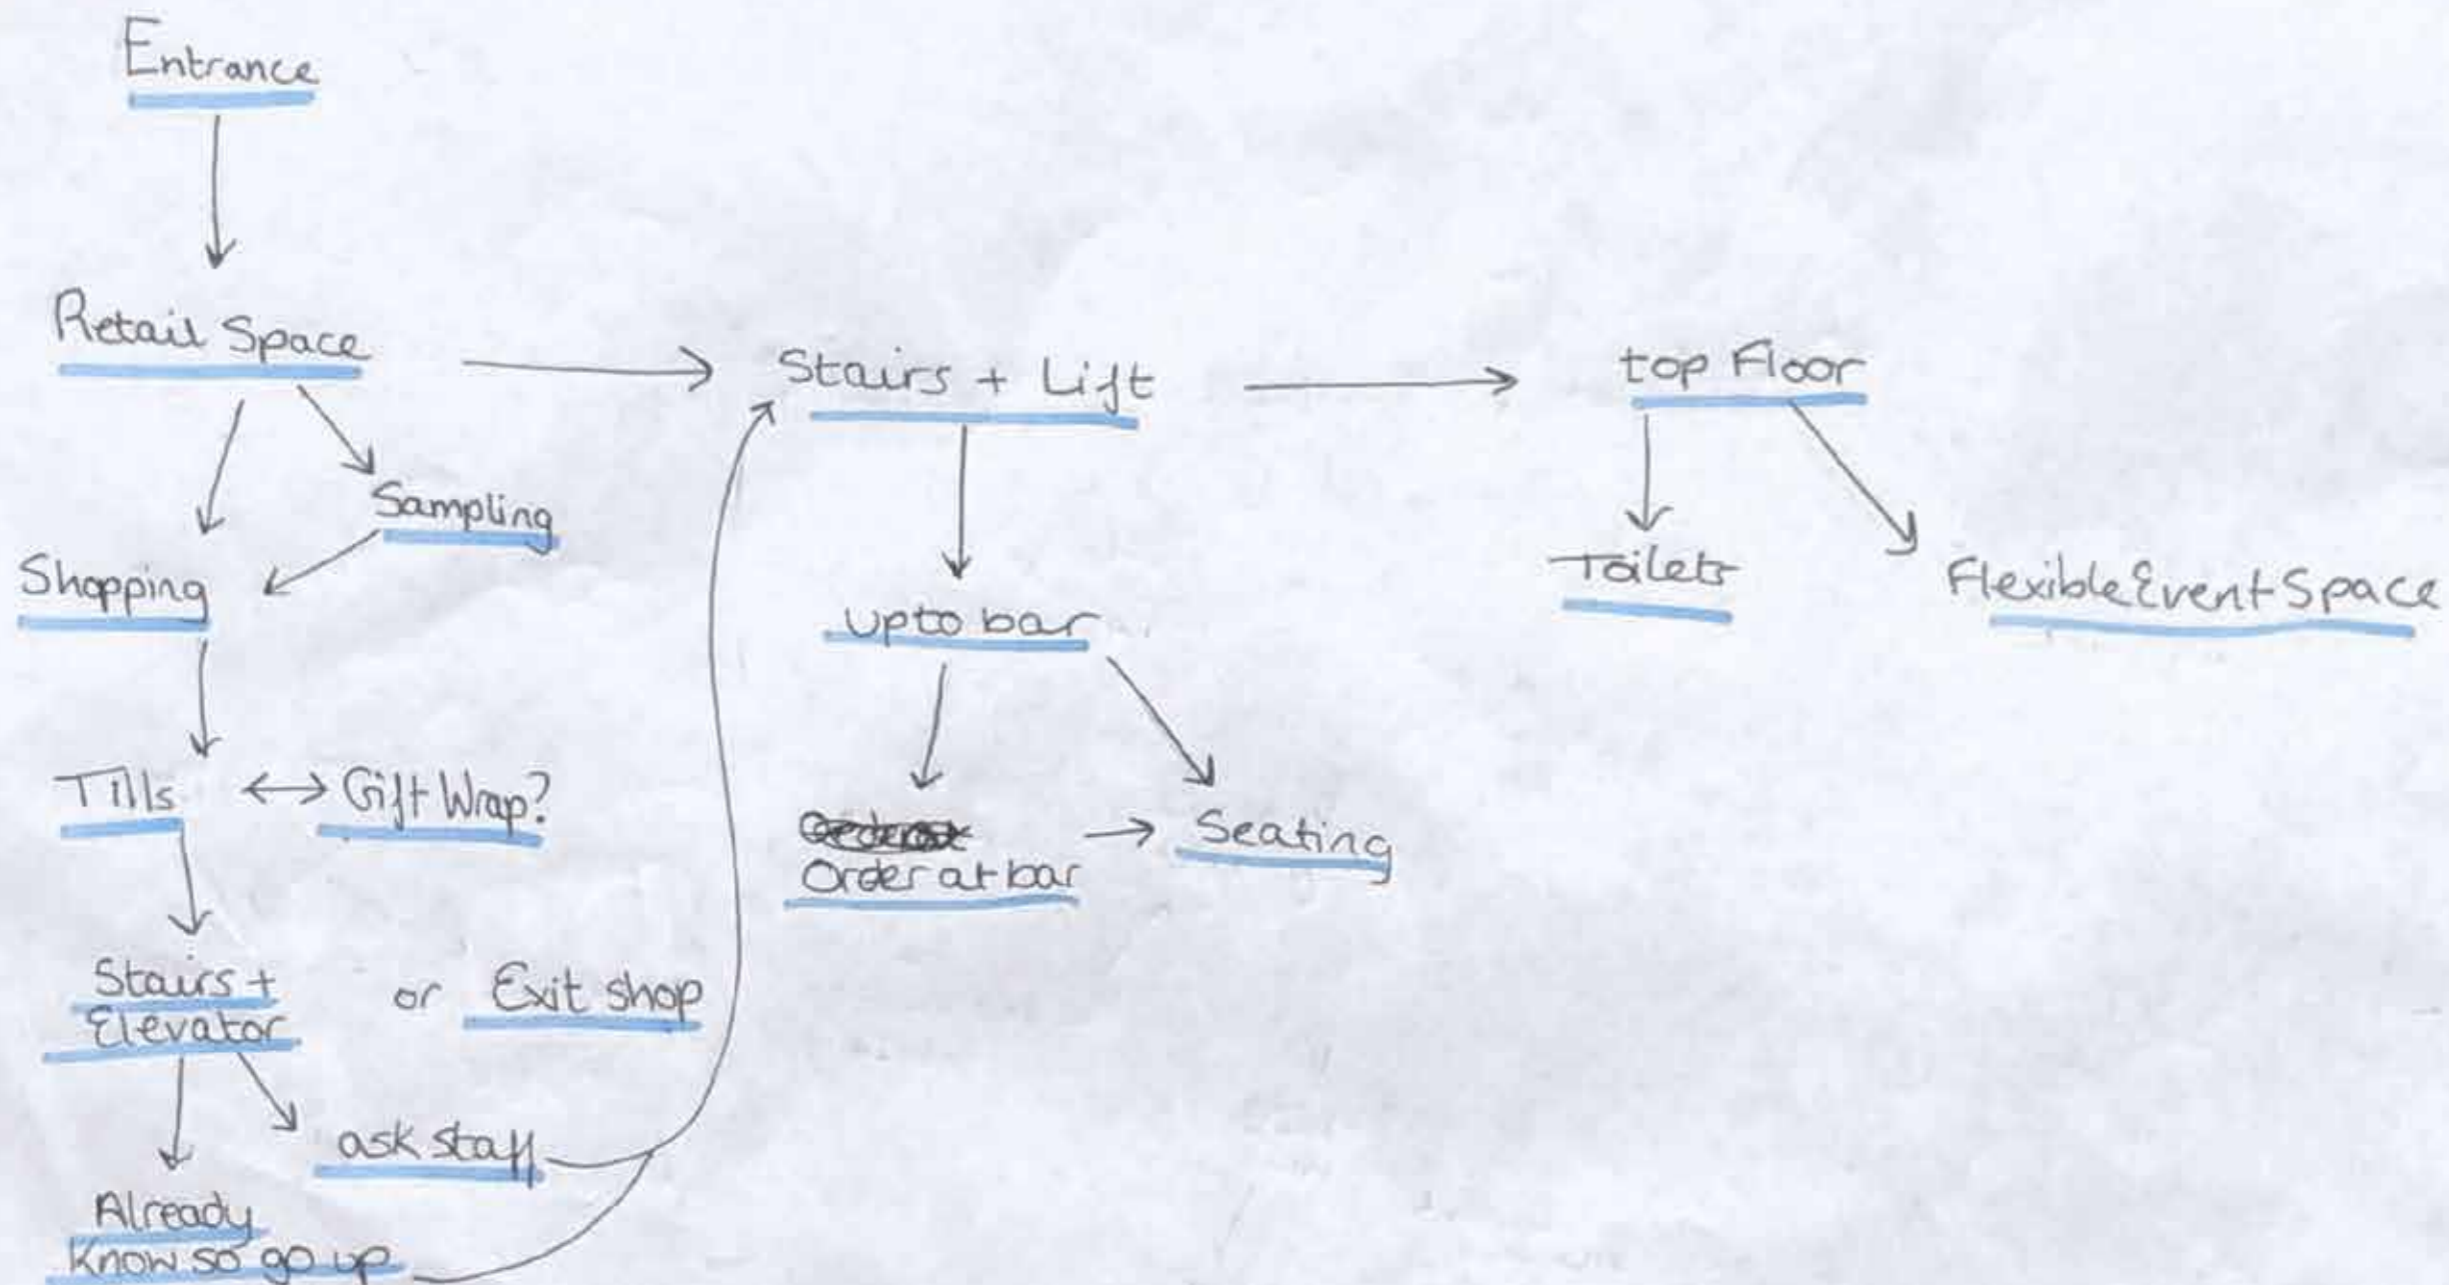 Entrance
Retail Space
Stairs + Lift
top Floor
Sampling
Shopping
Toilets
Flexible Event Space
up to bar
Tills
Gift Wrap?
Order at bar
Seating
Stairs +
Elevator
or
Exit shop
ask staff
Already
Know so go up